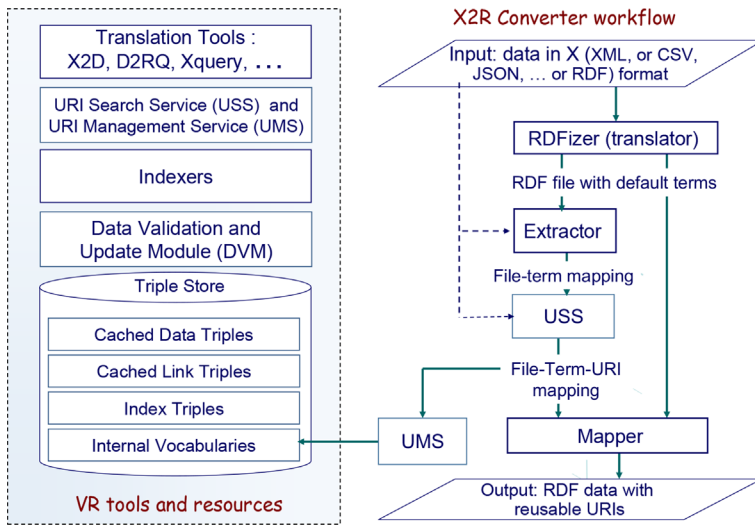 Translation Tools :
X2D, D2RQ, Xquery, . . .
URI Search Service (USS) and
URI Management Service (UMS)
Indexers
Data Validation and
Update Module (DVM)
Triple Store
Cached Data Triples
Cached Link Triples
Index Triples
Internal Vocabularies
VR tools and resources
X2R Converter workflow
Input: data in X (XML, or CSV,
JSON, ... or RDF) format
RDFizer (translator)
RDF file with default terms
Extractor
File-term mapping
USS
File-Term-URI
mapping
UMS
Mapper
Output: RDF data with
reusable URIs